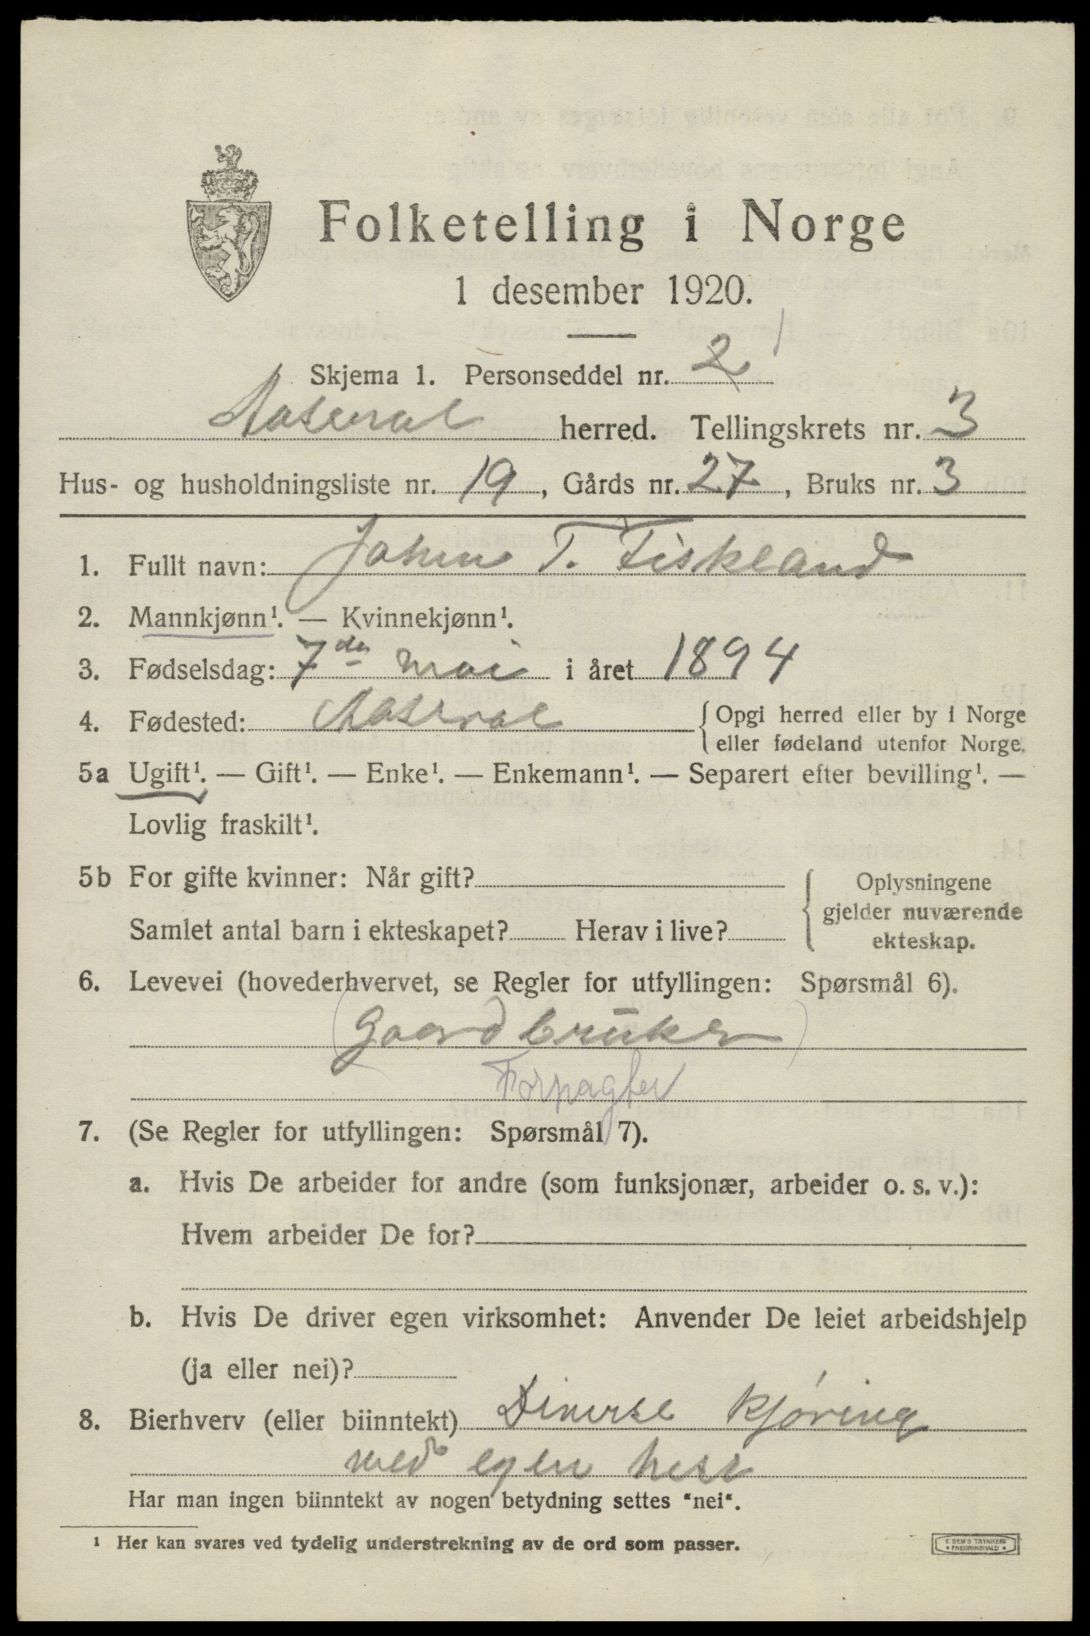 Folketelling i Norge
1 desember 1920.
Skjema 1. Personseddel nr. 2 1
Aaseral herred. Tellingskrets nr. 3
Hus- og husholdningsliste nr. 19, Gårds nr. 27, Bruks nr. 3
1. Fullt navn: T. Fiskland
2. Mannkjønn¹. — Kvinnekjønn¹.
3. Fødselsdag: 7de mai i året 1894
4. Fødested: Aaseral {Opgi herred eller by i Norge
eller fødeland utenfor Norge.
5a Ugift¹. — Gift¹. — Enke¹. — Enkemann¹. — Separert efter bevilling¹. —
Lovlig fraskilt¹.
5b For gifte kvinner: Når gift?
Samlet antal barn i ekteskapet? Herav i live?
{Oplysningene
gjelder nuværende
ekteskap.
6. Levevei (hovederhvervet, se Regler for utfyllingen: Spørsmål 6).
(Gaardbruker)
Forpagter
7. (Se Regler for utfyllingen: Spørsmål 7).
a. Hvis De arbeider for andre (som funksjonær, arbeider o. s. v.):
Hvem arbeider De for?
b. Hvis De driver egen virksomhet: Anvender De leiet arbeidshjelp
(ja eller nei)?
8. Bierhverv (eller biinntekt) Diverse kjøring
med egen hest
Har man ingen biinntekt av nogen betydning settes "nei".
¹ Her kan svares ved tydelig understrekning av de ord som passer.